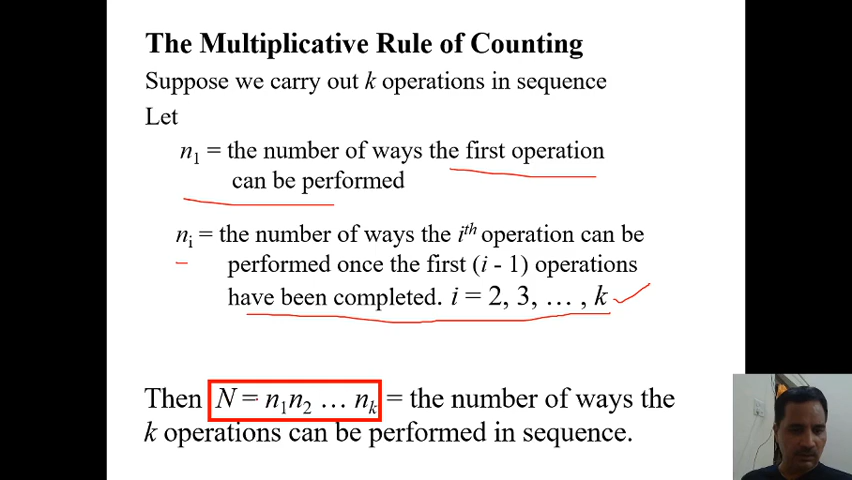 The Multiplicative Rule of Counting
Suppose we carry out k operations in sequence
Let
n₁ = the number of ways the first operation
can be performed
nᵢ = the number of ways the iᵗʰ operation can be
performed once the first (i - 1) operations
have been completed. i = 2, 3, … , k
Then N = n₁n₂ … nₖ = the number of ways the
k operations can be performed in sequence.